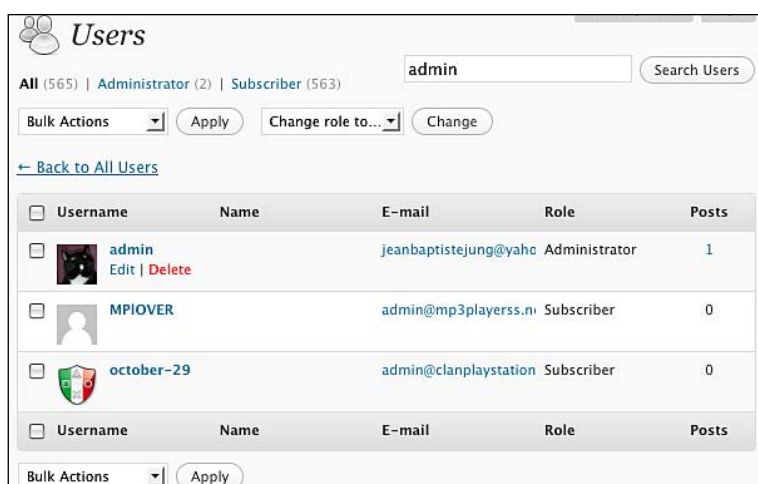 Users
admin
Search Users
All (565) | Administrator (2) | Subscriber (563)
Bulk Actions Apply Change role to... Change
← Back to All Users
Username Name E-mail Role Posts
admin jeanbaptistejung@yaho Administrator 1
Edit | Delete
MPlOVER admin@mp3playerss.n Subscriber 0
october-29 admin@clanplaystation Subscriber 0
Username Name E-mail Role Posts
Bulk Actions Apply